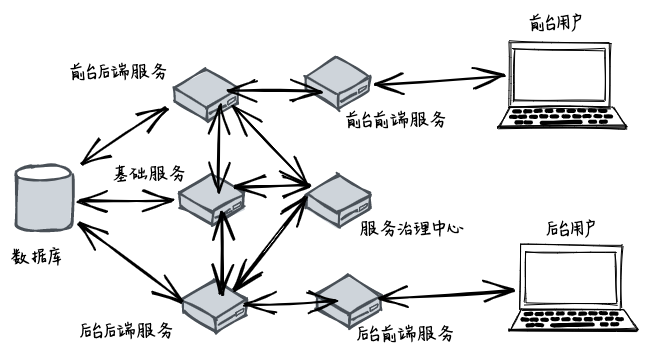 前台用户
前台后端服务
前台前端服务
基础服务
服务治理中心
后台用户
数据库
后台后端服务
后台前端服务